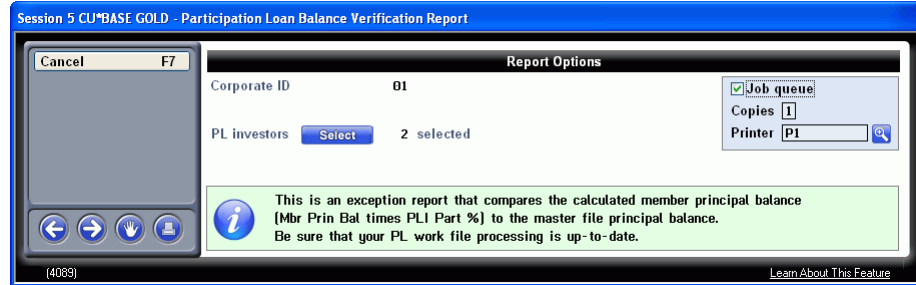 Session 5 CU*BASE GOLD - Participation Loan Balance Verification Report
Cancel F7
Report Options
Corporate ID 01
Job queue
Copies 1
PL investors Select 2 selected
Printer P1
This is an exception report that compares the calculated member principal balance
(Mbr Prin Bal times PLI Part %) to the master file principal balance.
Be sure that your PL work file processing is up-to-date.
(4089)
Learn About This Feature